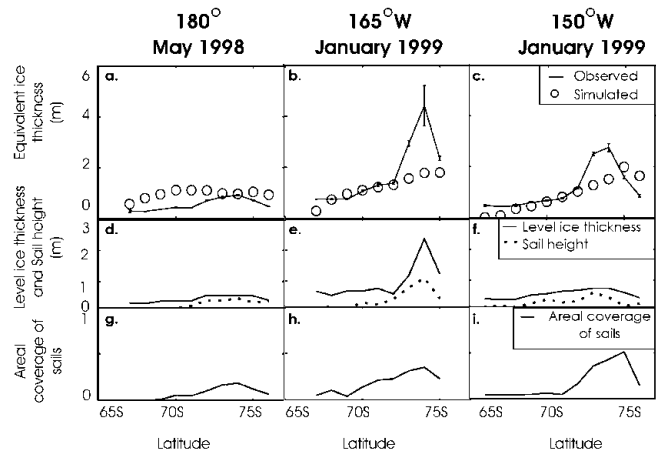 180° 165°W 150°W
May 1998 January 1999 January 1999
Equivalent ice
thickness
(m)
6
4
2
0
a. b. c.
Observed
Simulated
Level ice thickness
and Sail height
(m)
3
2
1
0
d. e. f.
Level ice thickness
Sail height
Areal
coverage of
sails
1
0
g. h. i.
Areal coverage
of sails
65S 70S 75S 65S 70S 75S 65S 70S 75S
Latitude Latitude Latitude